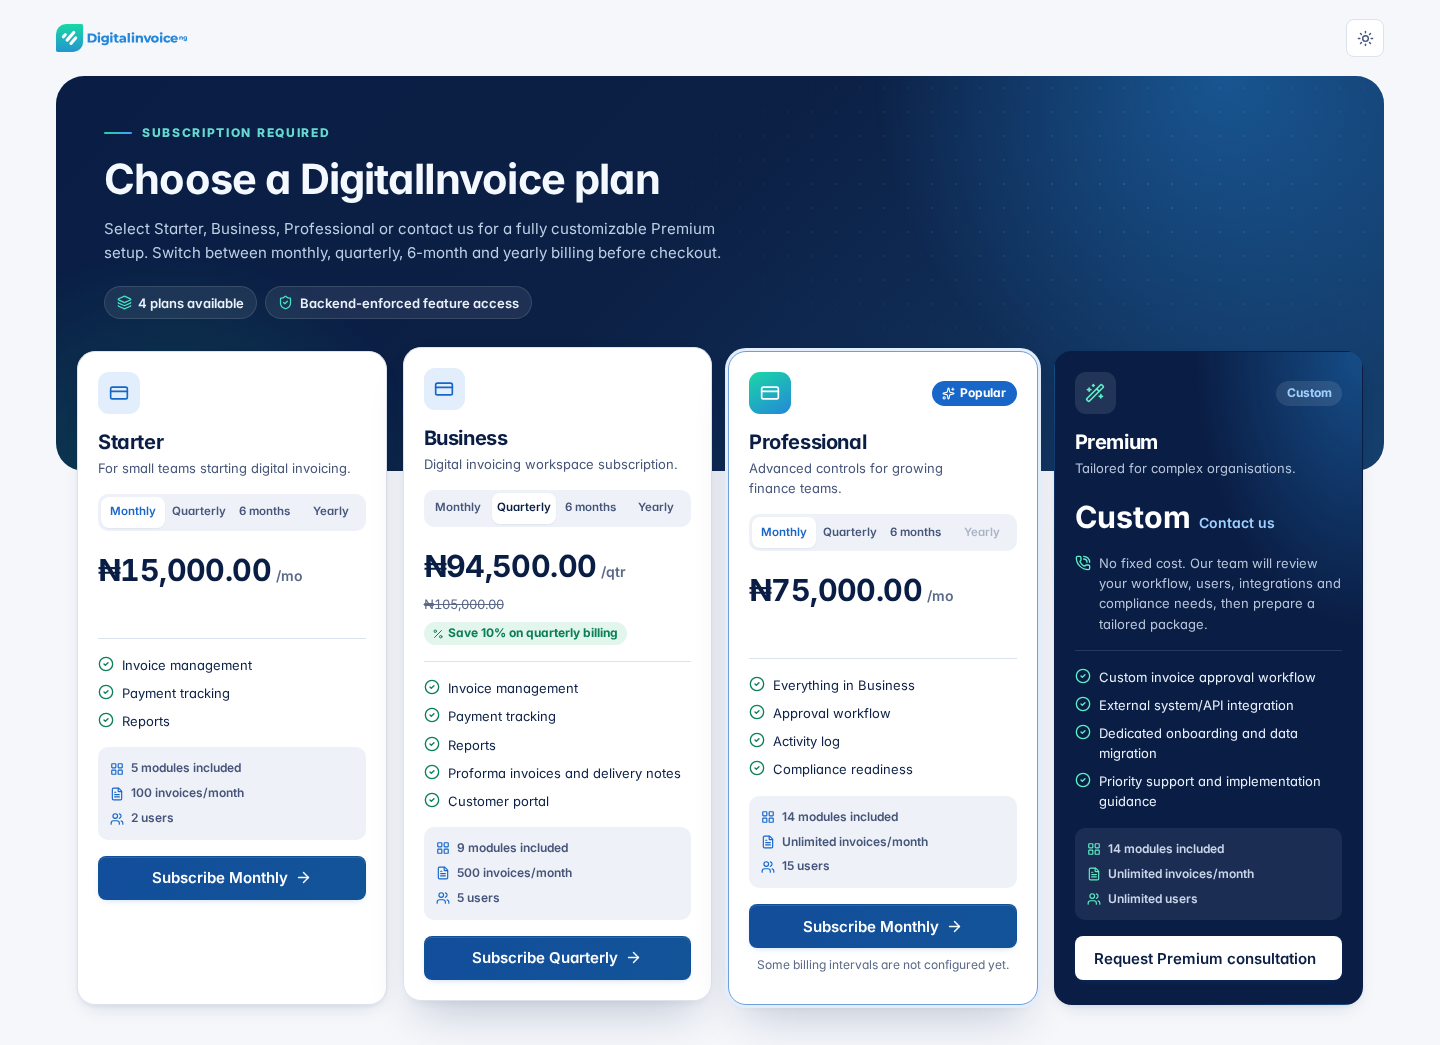 Digitalinvoice ng
SUBSCRIPTION REQUIRED
Choose a DigitalInvoice plan
Select Starter, Business, Professional or contact us for a fully customizable Premium
setup. Switch between monthly, quarterly, 6-month and yearly billing before checkout.
4 plans available
Backend-enforced feature access
Starter
For small teams starting digital invoicing.
Monthly Quarterly 6 months Yearly
₦15,000.00 /mo
Invoice management
Payment tracking
Reports
5 modules included
100 invoices/month
2 users
Subscribe Monthly
Business
Digital invoicing workspace subscription.
Monthly Quarterly 6 months Yearly
₦94,500.00 /qtr
₦105,000.00
Save 10% on quarterly billing
Invoice management
Payment tracking
Reports
Proforma invoices and delivery notes
Customer portal
9 modules included
500 invoices/month
5 users
Subscribe Quarterly
Popular
Professional
Advanced controls for growing
finance teams.
Monthly Quarterly 6 months Yearly
₦75,000.00 /mo
Everything in Business
Approval workflow
Activity log
Compliance readiness
14 modules included
Unlimited invoices/month
15 users
Subscribe Monthly
Some billing intervals are not configured yet.
Custom
Premium
Tailored for complex organisations.
Custom Contact us
No fixed cost. Our team will review
your workflow, users, integrations and
compliance needs, then prepare a
tailored package.
Custom invoice approval workflow
External system/API integration
Dedicated onboarding and data
migration
Priority support and implementation
guidance
14 modules included
Unlimited invoices/month
Unlimited users
Request Premium consultation